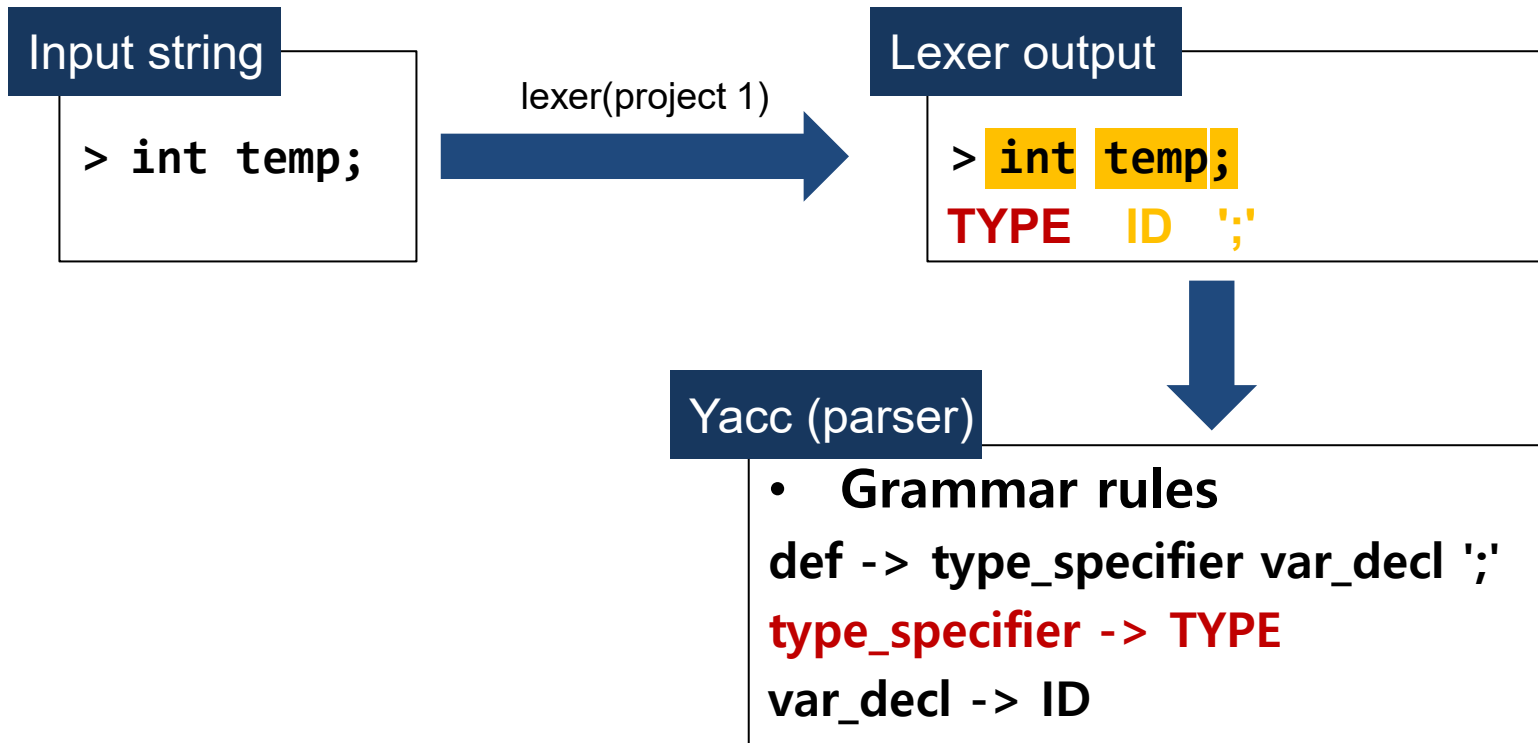 Input string
> int temp;
lexer(project 1)
Lexer output
> int temp;
TYPE ID ';'
Yacc (parser)
• Grammar rules
def -> type_specifier var_decl ';'
type_specifier -> TYPE
var_decl -> ID